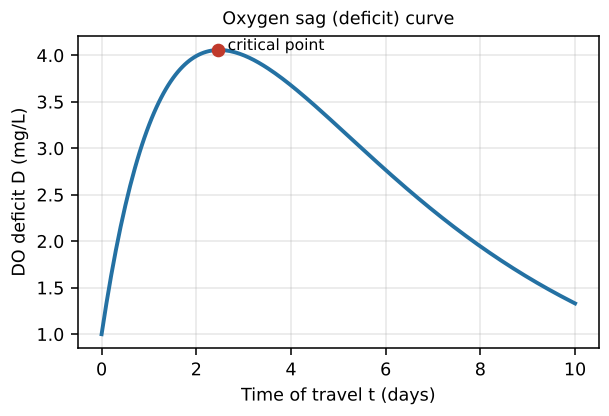 Oxygen sag (deficit) curve
critical point
DO deficit D (mg/L)
4.0
3.5
3.0
2.5
2.0
1.5
1.0
0 2 4 6 8 10
Time of travel t (days)